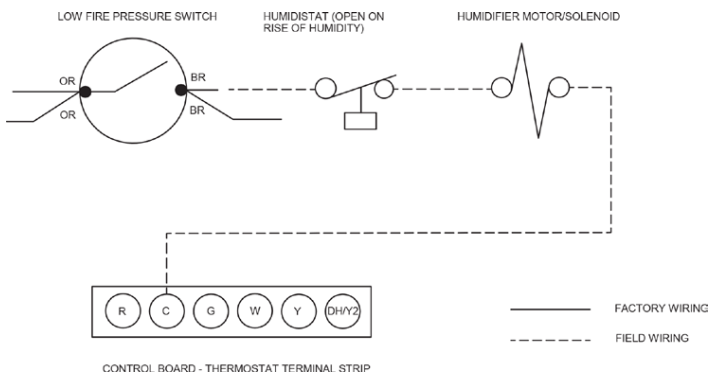 LOW FIRE PRESSURE SWITCH
HUMIDISTAT (OPEN ON
RISE OF HUMIDITY)
HUMIDIFIER MOTOR/SOLENOID
OR
BR
OR
BR
R
C
G
W
Y
DH/Y2
FACTORY WIRING
FIELD WIRING
CONTROL BOARD - THERMOSTAT TERMINAL STRIP